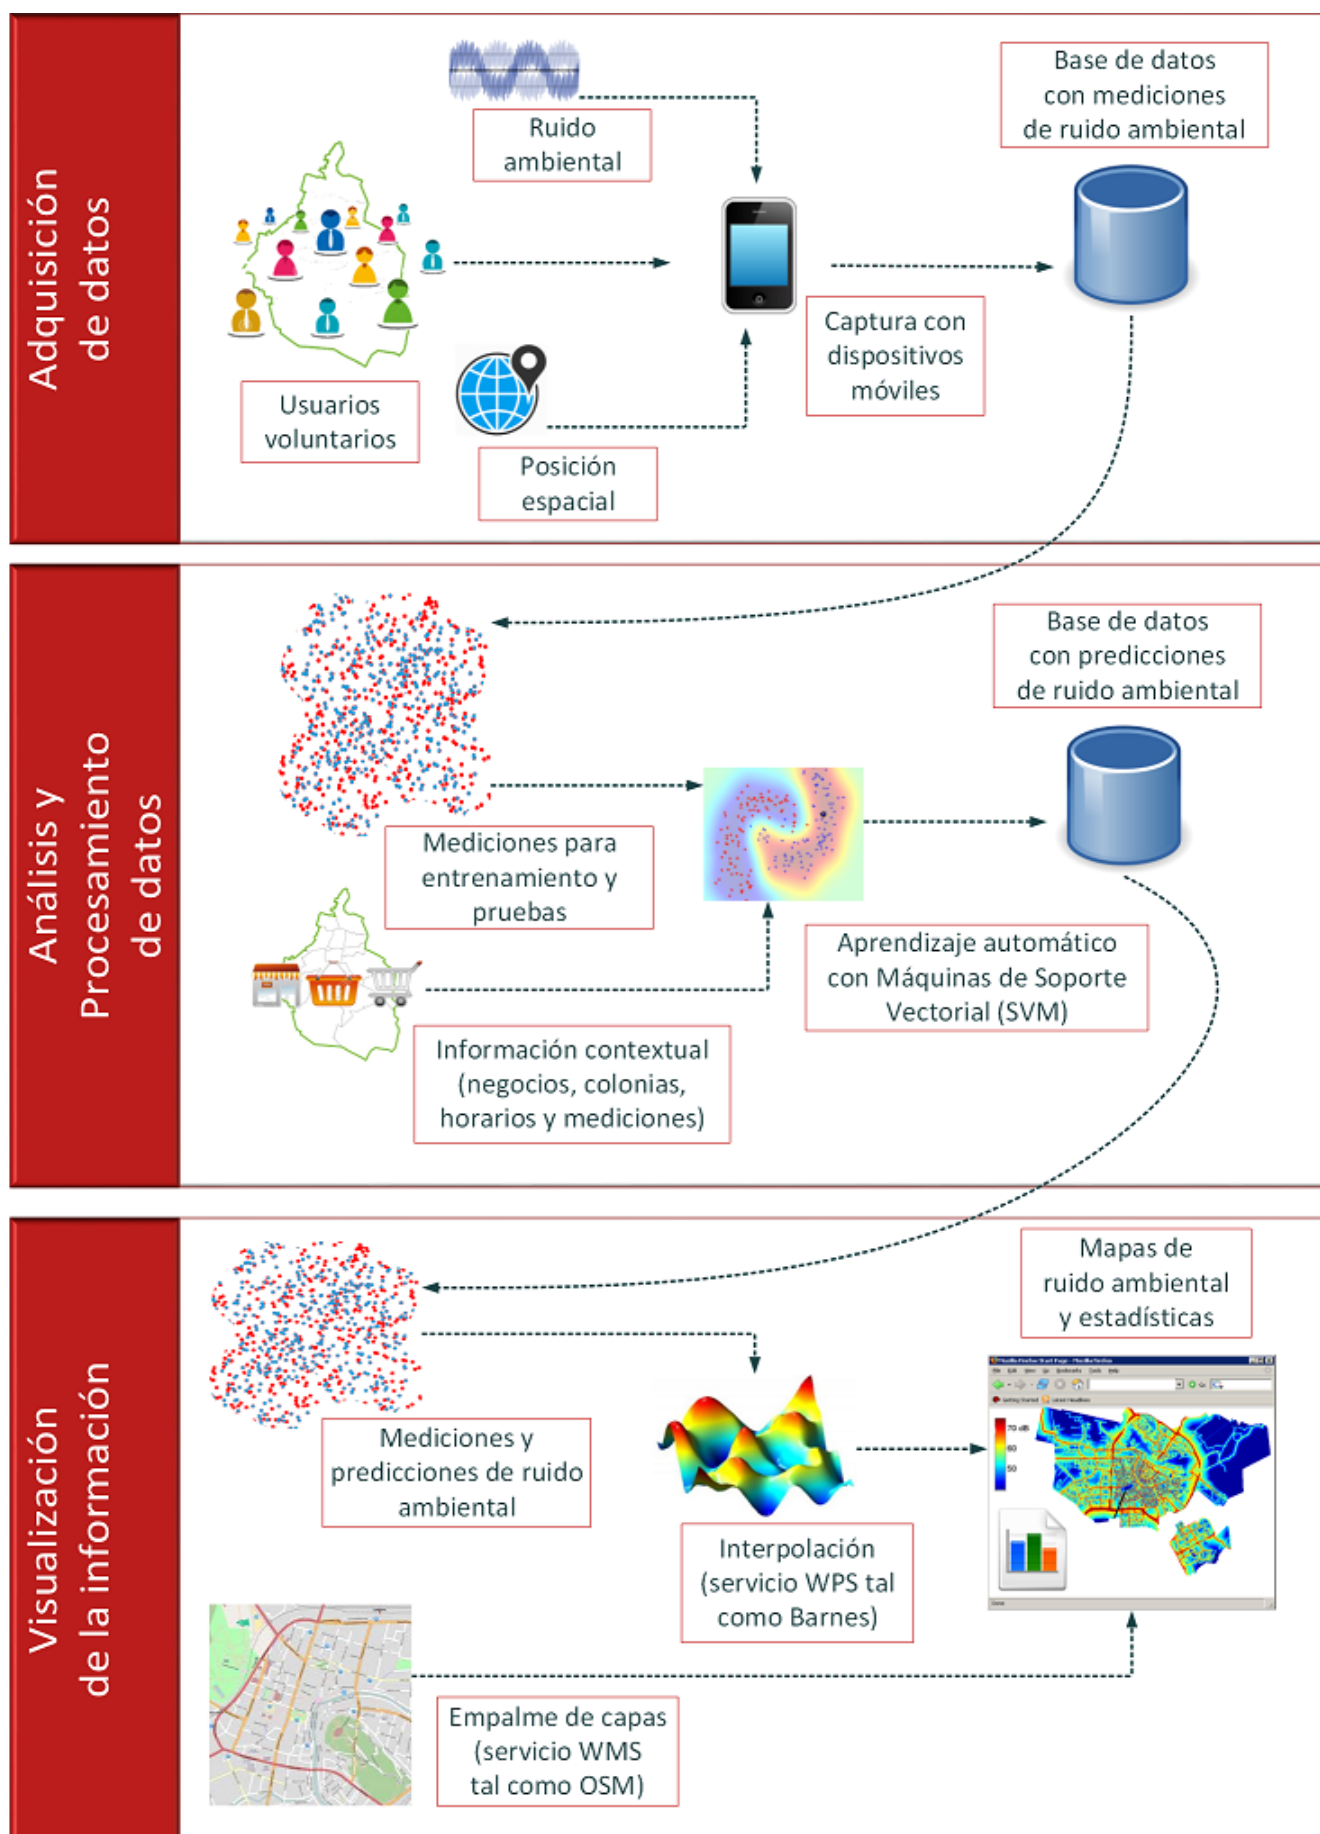 Adquisición
de datos
Ruido
ambiental
Base de datos
con mediciones
de ruido ambiental
Usuarios
voluntarios
Posición
espacial
Captura con
dispositivos
móviles
Análisis y
Procesamiento
de datos
Mediciones para
entrenamiento y
pruebas
Base de datos
con predicciones
de ruido ambiental
Información contextual
(negocios, colonias,
horarios y mediciones)
Aprendizaje automático
con Máquinas de Soporte
Vectorial (SVM)
Visualización
de la información
Mediciones y
predicciones de ruido
ambiental
Interpolación
(servicio WPS tal
como Barnes)
Mapas de
ruido ambiental
y estadísticas
70 dB
60
50
Empalme de capas
(servicio WMS
tal como OSM)